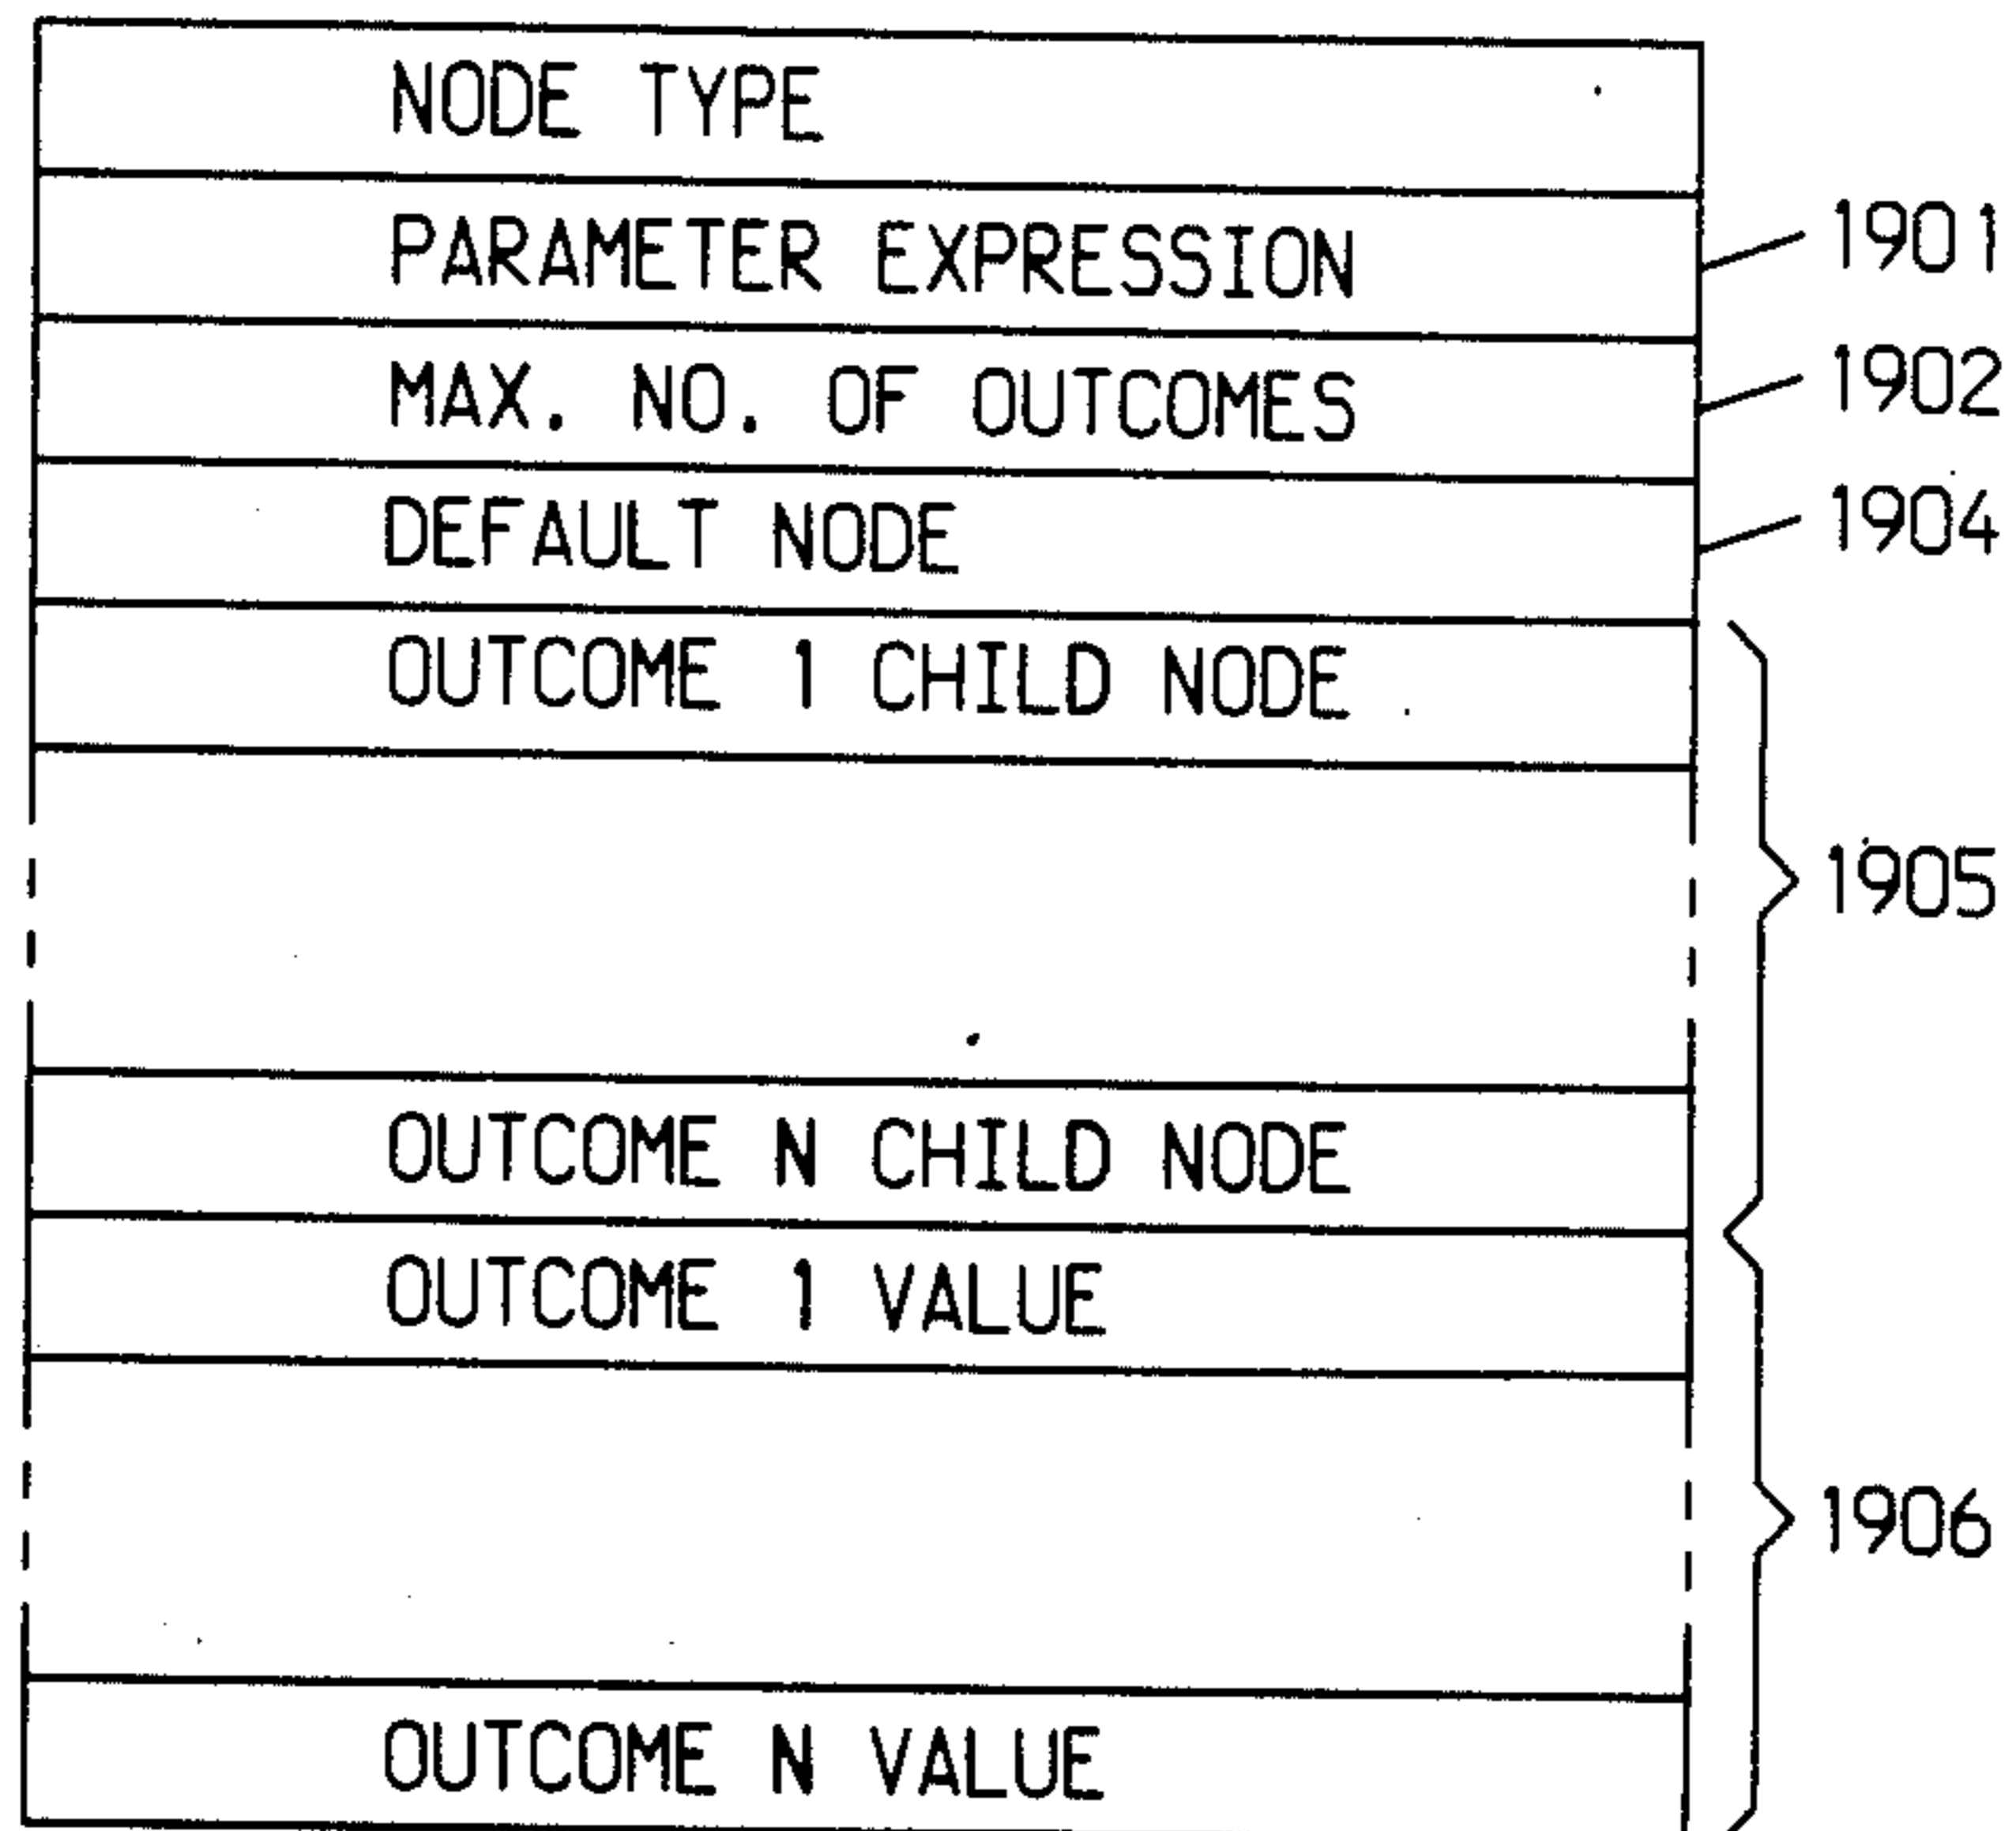 NODE TYPE
PARAMETER EXPRESSION 1901
MAX. NO. OF OUTCOMES 1902
DEFAULT NODE 1904
OUTCOME 1 CHILD NODE
1905
OUTCOME N CHILD NODE
OUTCOME 1 VALUE
1906
OUTCOME N VALUE